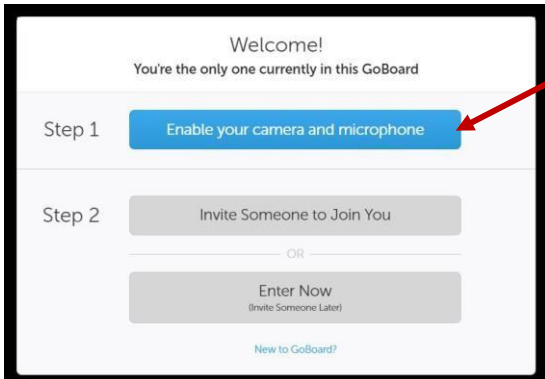 Welcome!
You're the only one currently in this GoBoard
Step 1
Enable your camera and microphone
Step 2
Invite Someone to Join You
OR
Enter Now
(Invite Someone Later)
New to GoBoard?